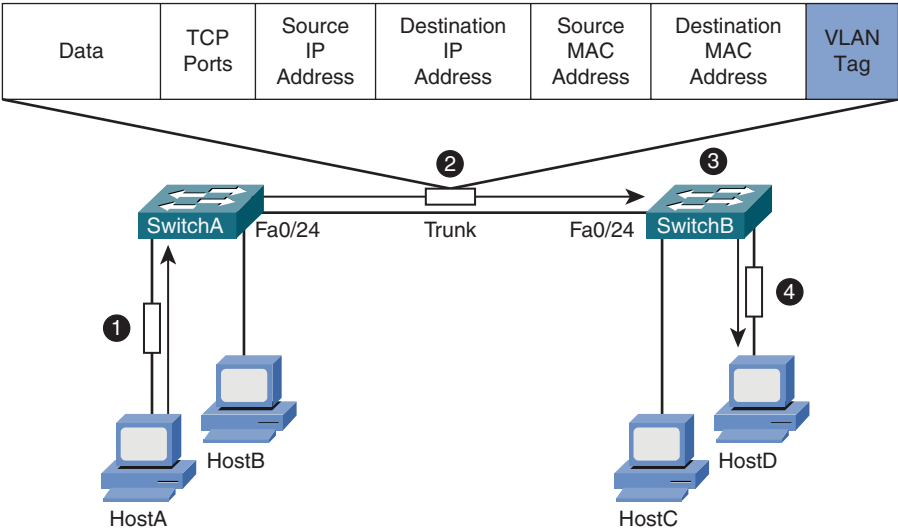 Data
TCP
Ports
Source
IP
Address
Destination
IP
Address
Source
MAC
Address
Destination
MAC
Address
VLAN
Tag
2
3
SwitchA
Fa0/24
Trunk
Fa0/24
SwitchB
1
4
HostB
HostD
HostA
HostC